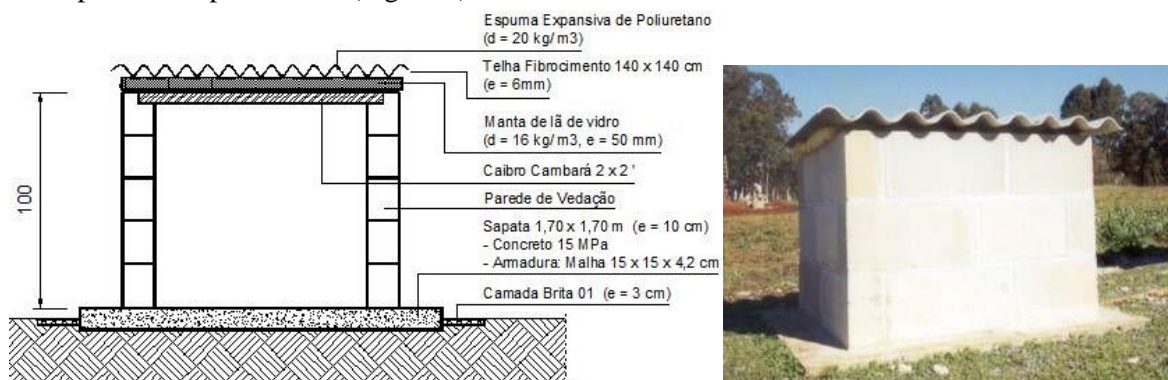 Espuma Expansiva de Poliuretano
(d = 20 kg/m3)
Telha Fibrocimento 140 x 140 cm
(e = 6mm)
Manta de lã de vidro
(d = 16 kg/m3, e = 50 mm)
Caibro Cambará 2 x 2 '
Parede de Vedação
Sapata 1,70 x 1,70 m (e = 10 cm)
- Concreto 15 MPa
- Armadura: Malha 15 x 15 x 4,2 cm
Camada Brita 01 (e = 3 cm)
100